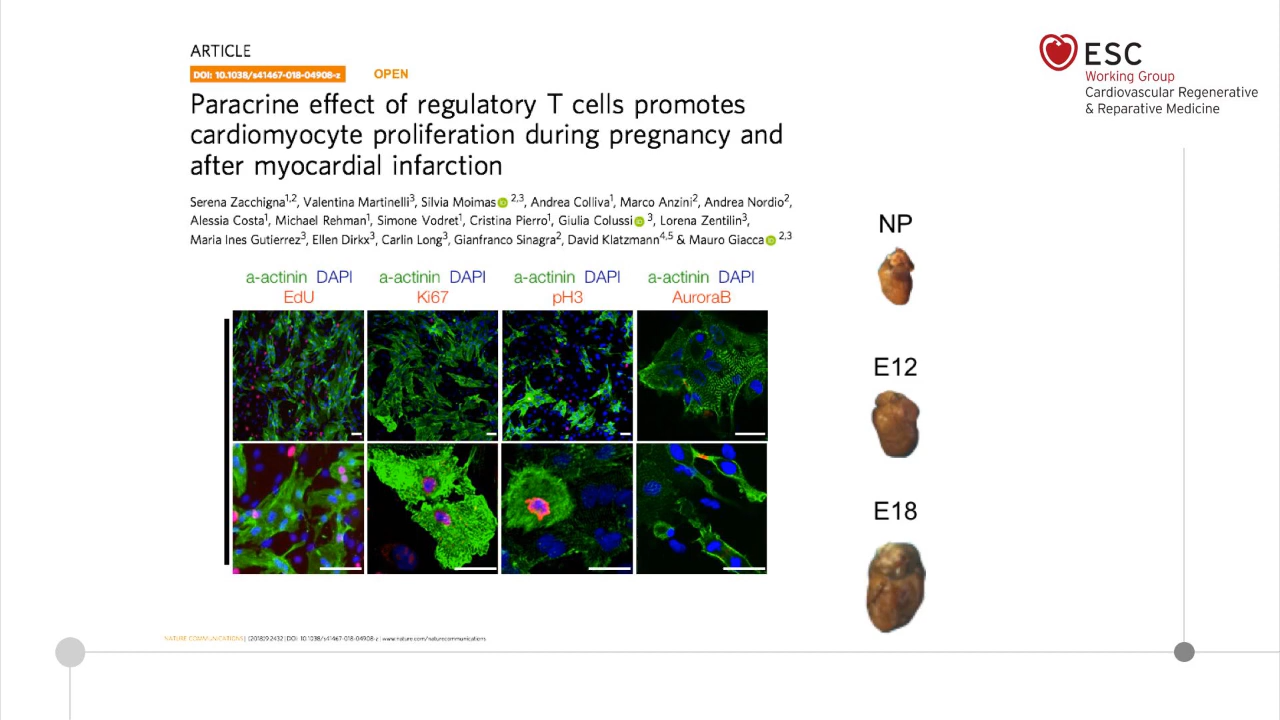 ARTICLE
DOI: 10.1038/s41467-018-04908-z OPEN
Paracrine effect of regulatory T cells promotes
cardiomyocyte proliferation during pregnancy and
after myocardial infarction
Serena Zacchigna1,2, Valentina Martinelli3, Silvia Moimas 2,3, Andrea Colliva1, Marco Anzini2, Andrea Nordio2,
Alessia Costa1, Michael Rehman1, Simone Vodret1, Cristina Pierro1, Giulia Colussi 3, Lorena Zentilin3,
Maria Ines Gutierrez3, Ellen Dirkx3, Carlin Long3, Gianfranco Sinagra2, David Klatzmann4,5 & Mauro Giacca 2,3
a-actinin DAPI
EdU
a-actinin DAPI
Ki67
a-actinin DAPI
pH3
a-actinin DAPI
AuroraB
NATURE COMMUNICATIONS | (2018)9:2432 | DOI: 10.1038/s41467-018-04908-z | www.nature.com/naturecommunications
NP
E12
E18
ESC
Working Group
Cardiovascular Regenerative
& Reparative Medicine